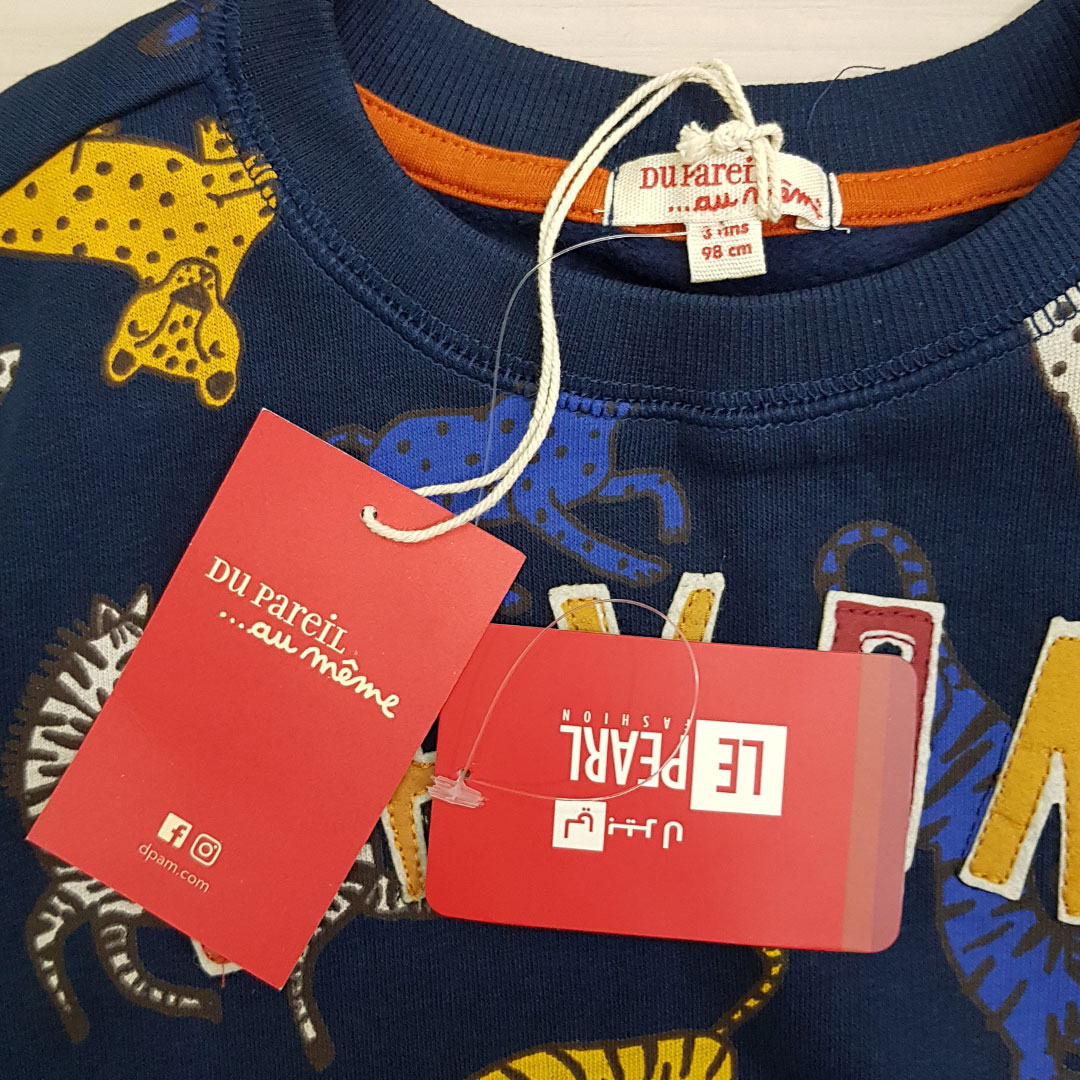 DU PAREIL
...au même
3 Ans
98 cm
DU PAREIL
...au même
dpam.com
LE PEARL
FASHION